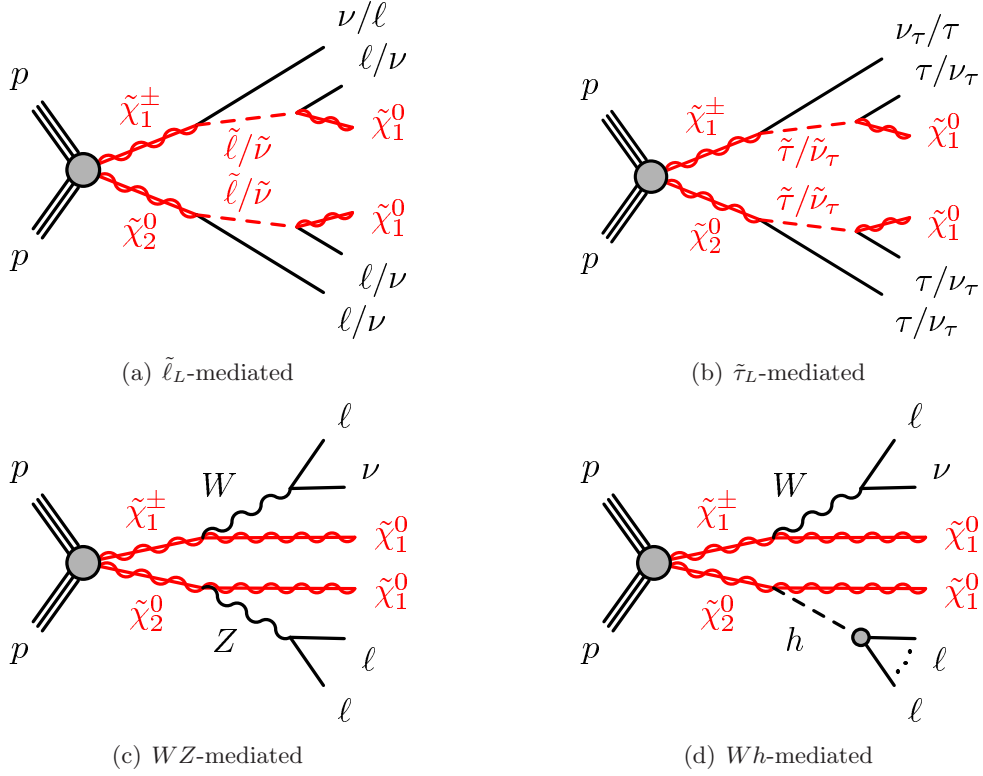 p
p
χ̃₁±
χ̃₂⁰
ℓ̃/ν̃
ℓ̃/ν̃
ν/ℓ
ℓ/ν
χ̃₁⁰
χ̃₁⁰
ℓ/ν
ℓ/ν
(a) ℓ̃_L-mediated
p
p
χ̃₁±
χ̃₂⁰
τ̃/ν̃_τ
τ̃/ν̃_τ
ν_τ/τ
τ/ν_τ
χ̃₁⁰
χ̃₁⁰
τ/ν_τ
τ/ν_τ
(b) τ̃_L-mediated
p
p
χ̃₁±
χ̃₂⁰
W
Z
ℓ
ν
χ̃₁⁰
χ̃₁⁰
ℓ
ℓ
(c) WZ-mediated
p
p
χ̃₁±
χ̃₂⁰
W
h
ℓ
ν
χ̃₁⁰
χ̃₁⁰
ℓ
ℓ
(d) Wh-mediated